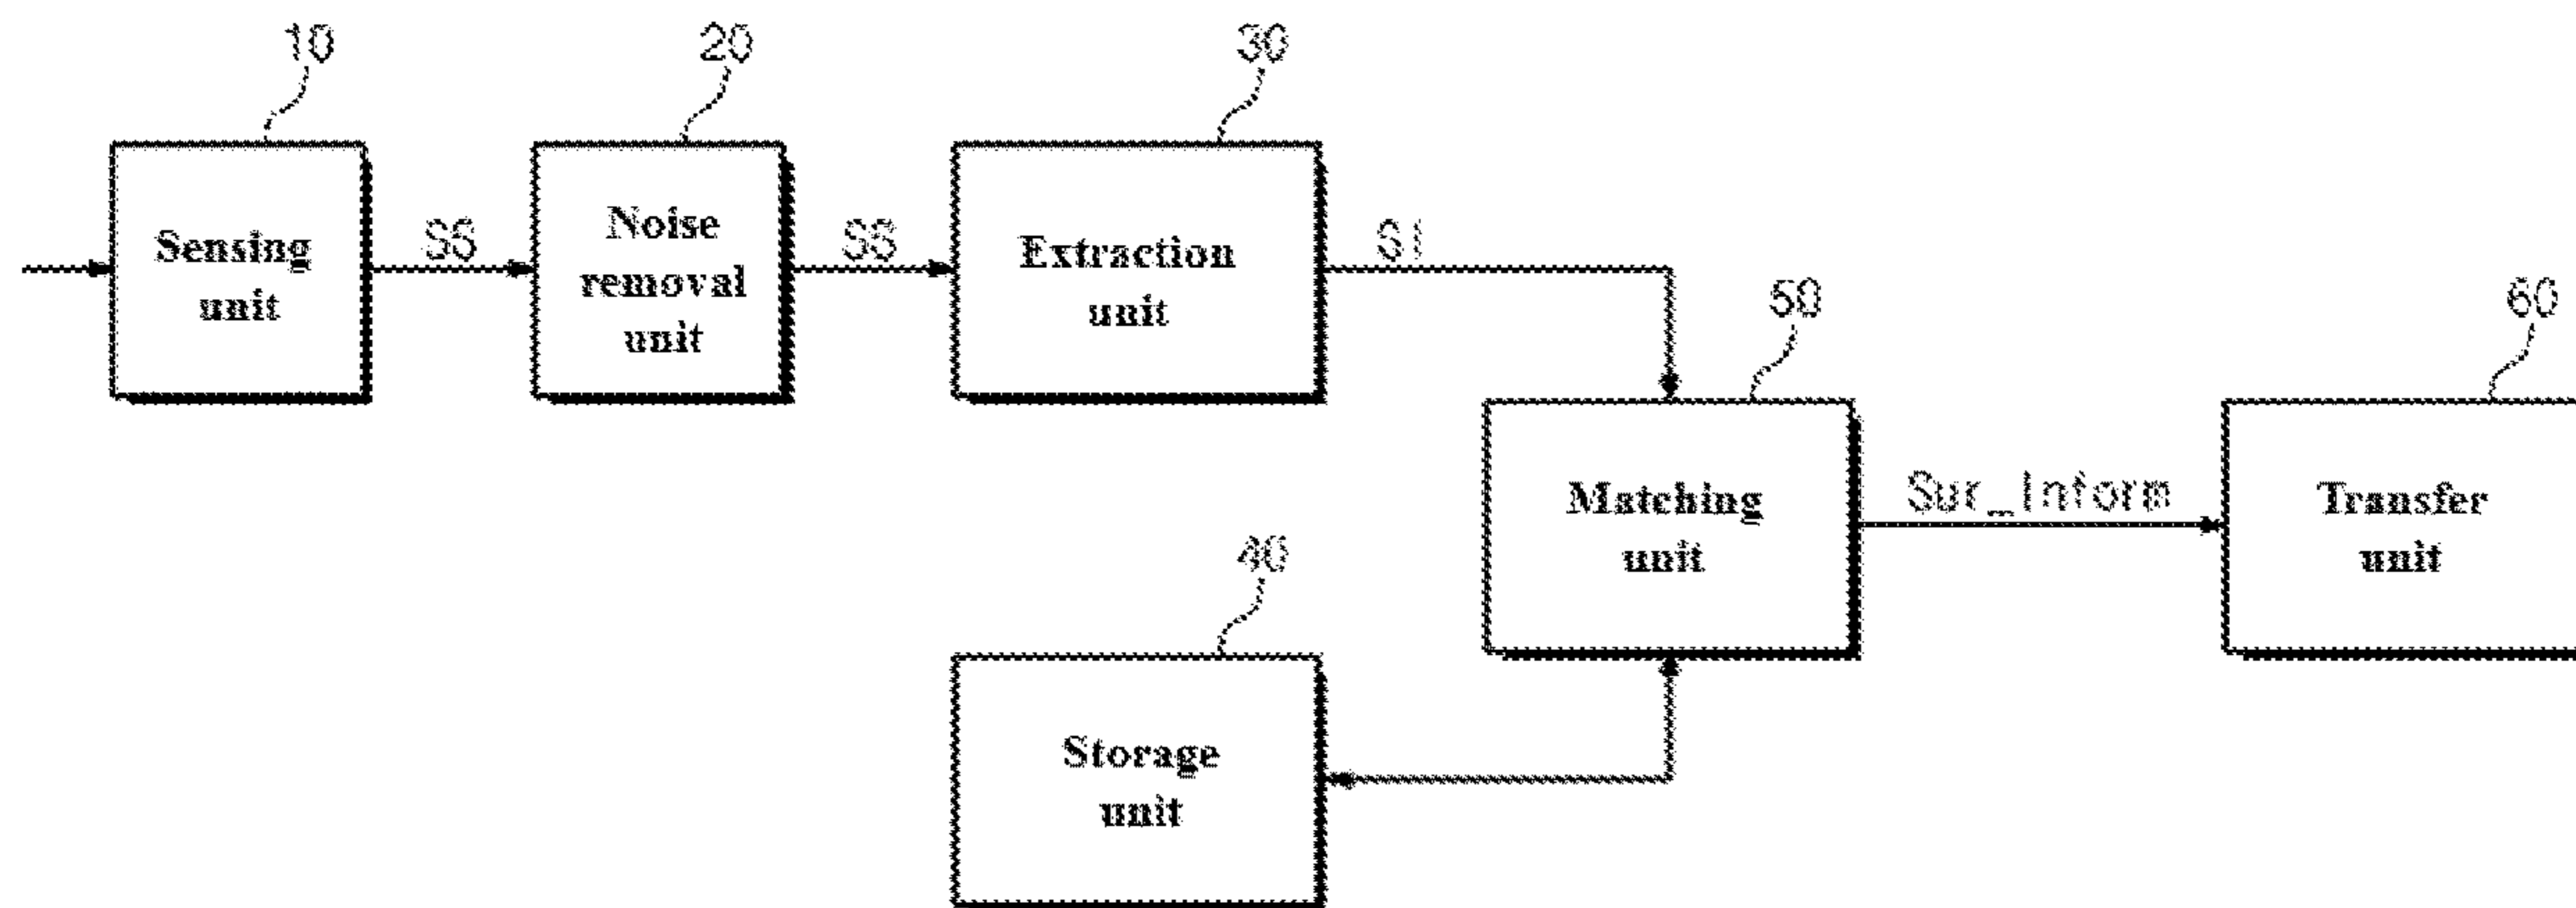 10
20
30
Sensing
unit
SS
Noise
removal
unit
SS
Extraction
unit
SI
50
60
Matching
unit
Sur_Inform
Transfer
unit
40
Storage
unit